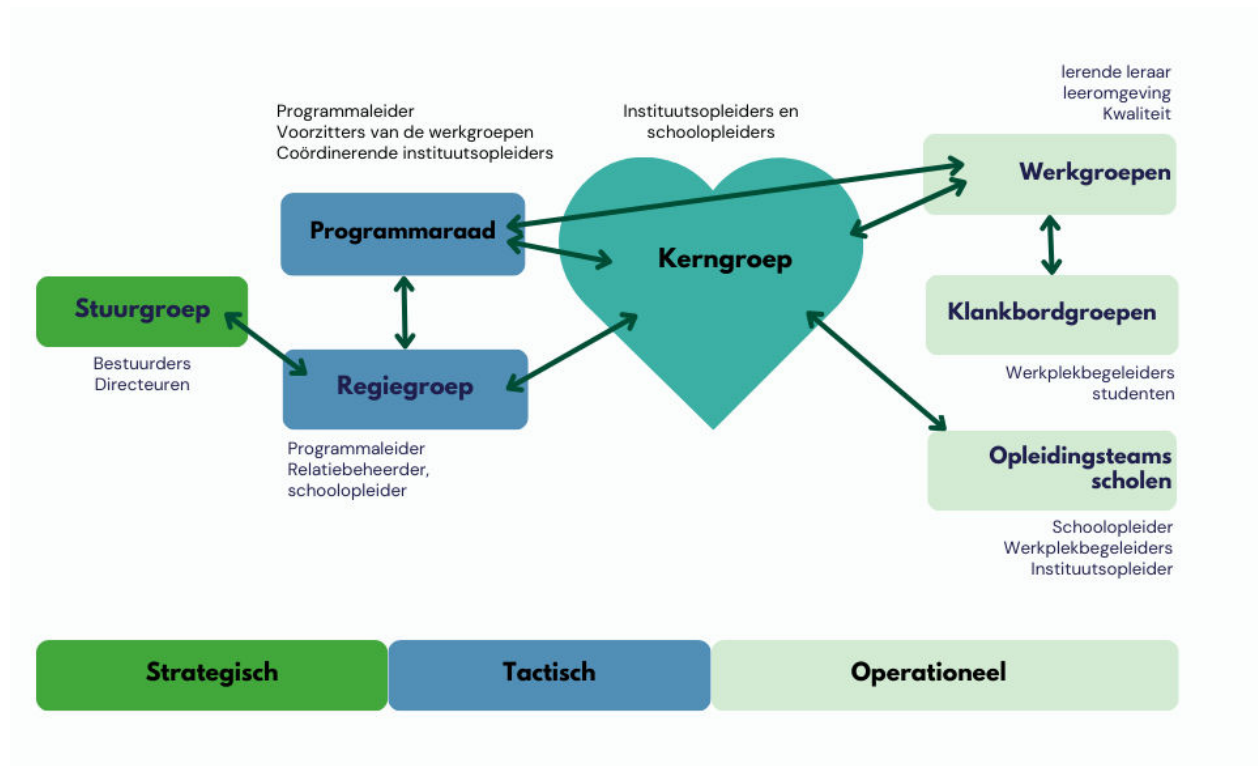 Programmaleider
Voorzitters van de werkgroepen
Coördinerende instituutsopleiders
Programmaraad
Stuurgroep
Bestuurders
Directeuren
Regiegroep
Programmaleider
Relatiebeheerder,
schoolopleider
Instituutsopleiders en
schoolopleiders
Kerngroep
lerende leraar
leeromgeving
Kwaliteit
Werkgroepen
Klankbordgroepen
Werkplekbegeleiders
studenten
Opleidingsteams
scholen
Schoolopleider
Werkplekbegeleiders
Instituutsopleider
Strategisch
Tactisch
Operationeel